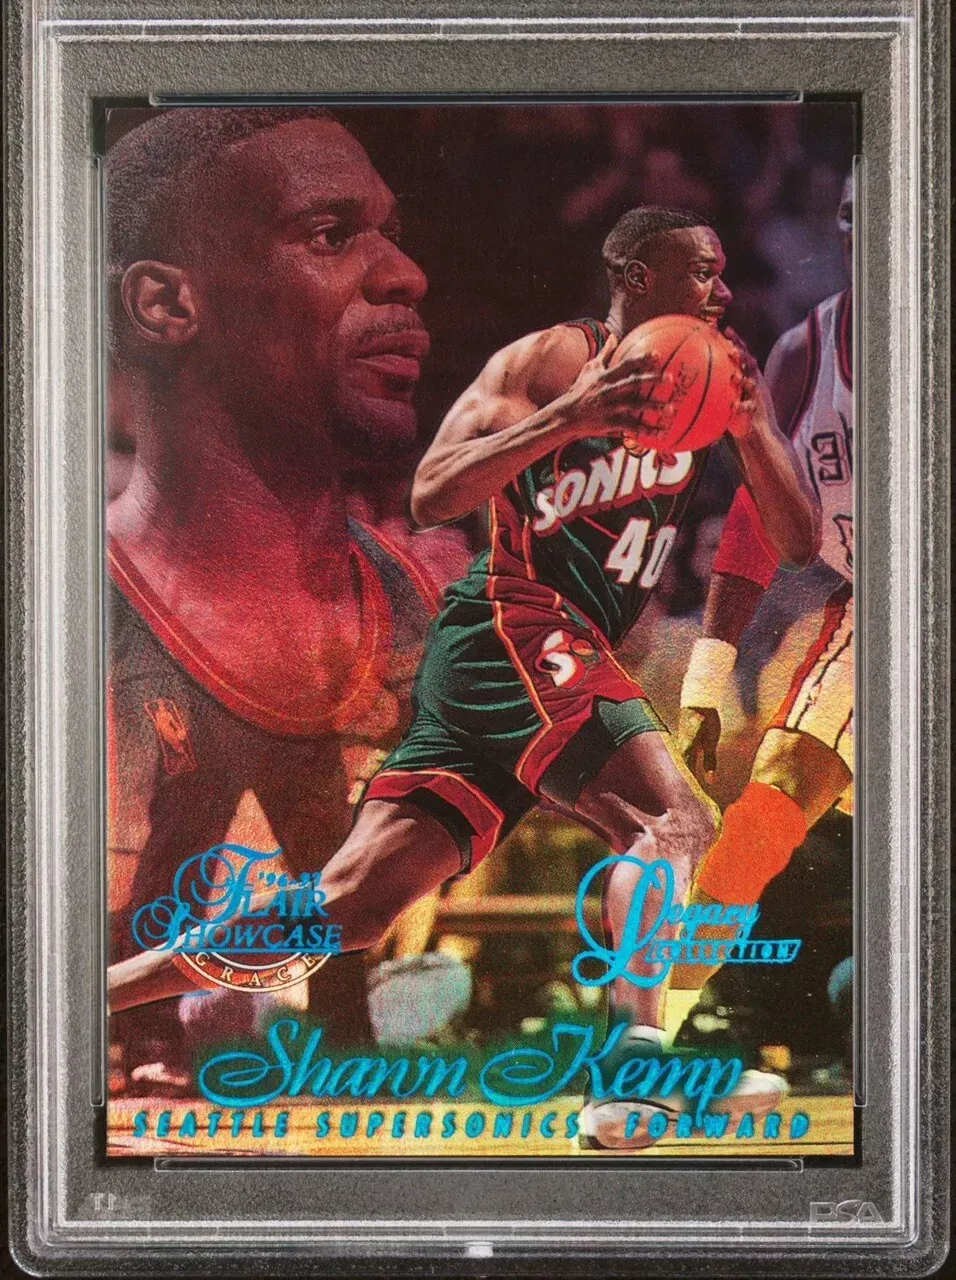 SONICS
40
'96-97
FLAIR
SHOWCASE
GRACE
Legacy
COLLECTION
Shawn Kemp
SEATTLE SUPERSONICS FORWARD
PSA